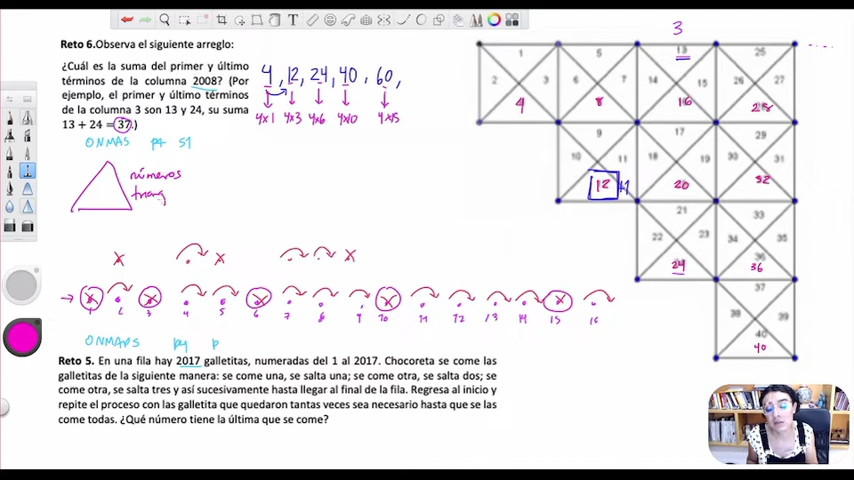 Reto 6.Observa el siguiente arreglo:
¿Cuál es la suma del primer y último
términos de la columna 2008? (Por
ejemplo, el primer y último términos
de la columna 3 son 13 y 24, su suma
13 + 24 = 37.)
4, 12, 24, 40, 60,
4x1 4x3 4x6 4x10 4x15
números
triang
3
1 5 13 25
2 3 6 7 14 15 26 27
4 8 16 28
9 17 29
10 11 18 19 30 31
12 +1 20 32
21 33
22 23 34 35
24 36
36
37
38 39
40
40
1 2 3 4 5 6 7 8 9 10 11 12 13 14 15 16
Reto 5. En una fila hay 2017 galletitas, numeradas del 1 al 2017. Chocoreta se come las
galletitas de la siguiente manera: se come una, se salta una; se come otra, se salta dos; se
come otra, se salta tres y así sucesivamente hasta llegar al final de la fila. Regresa al inicio y
repite el proceso con las galletita que quedaron tantas veces sea necesario hasta que se las
come todas. ¿Qué número tiene la última que se come?